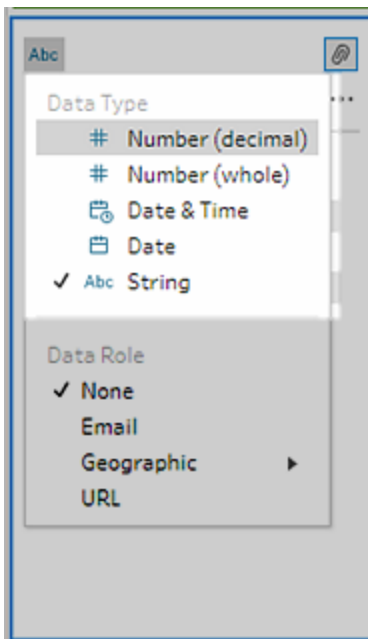 Abc
...
Data Type
# Number (decimal)
# Number (whole)
Date & Time
Date
✓ Abc String
Data Role
✓ None
Email
Geographic
URL